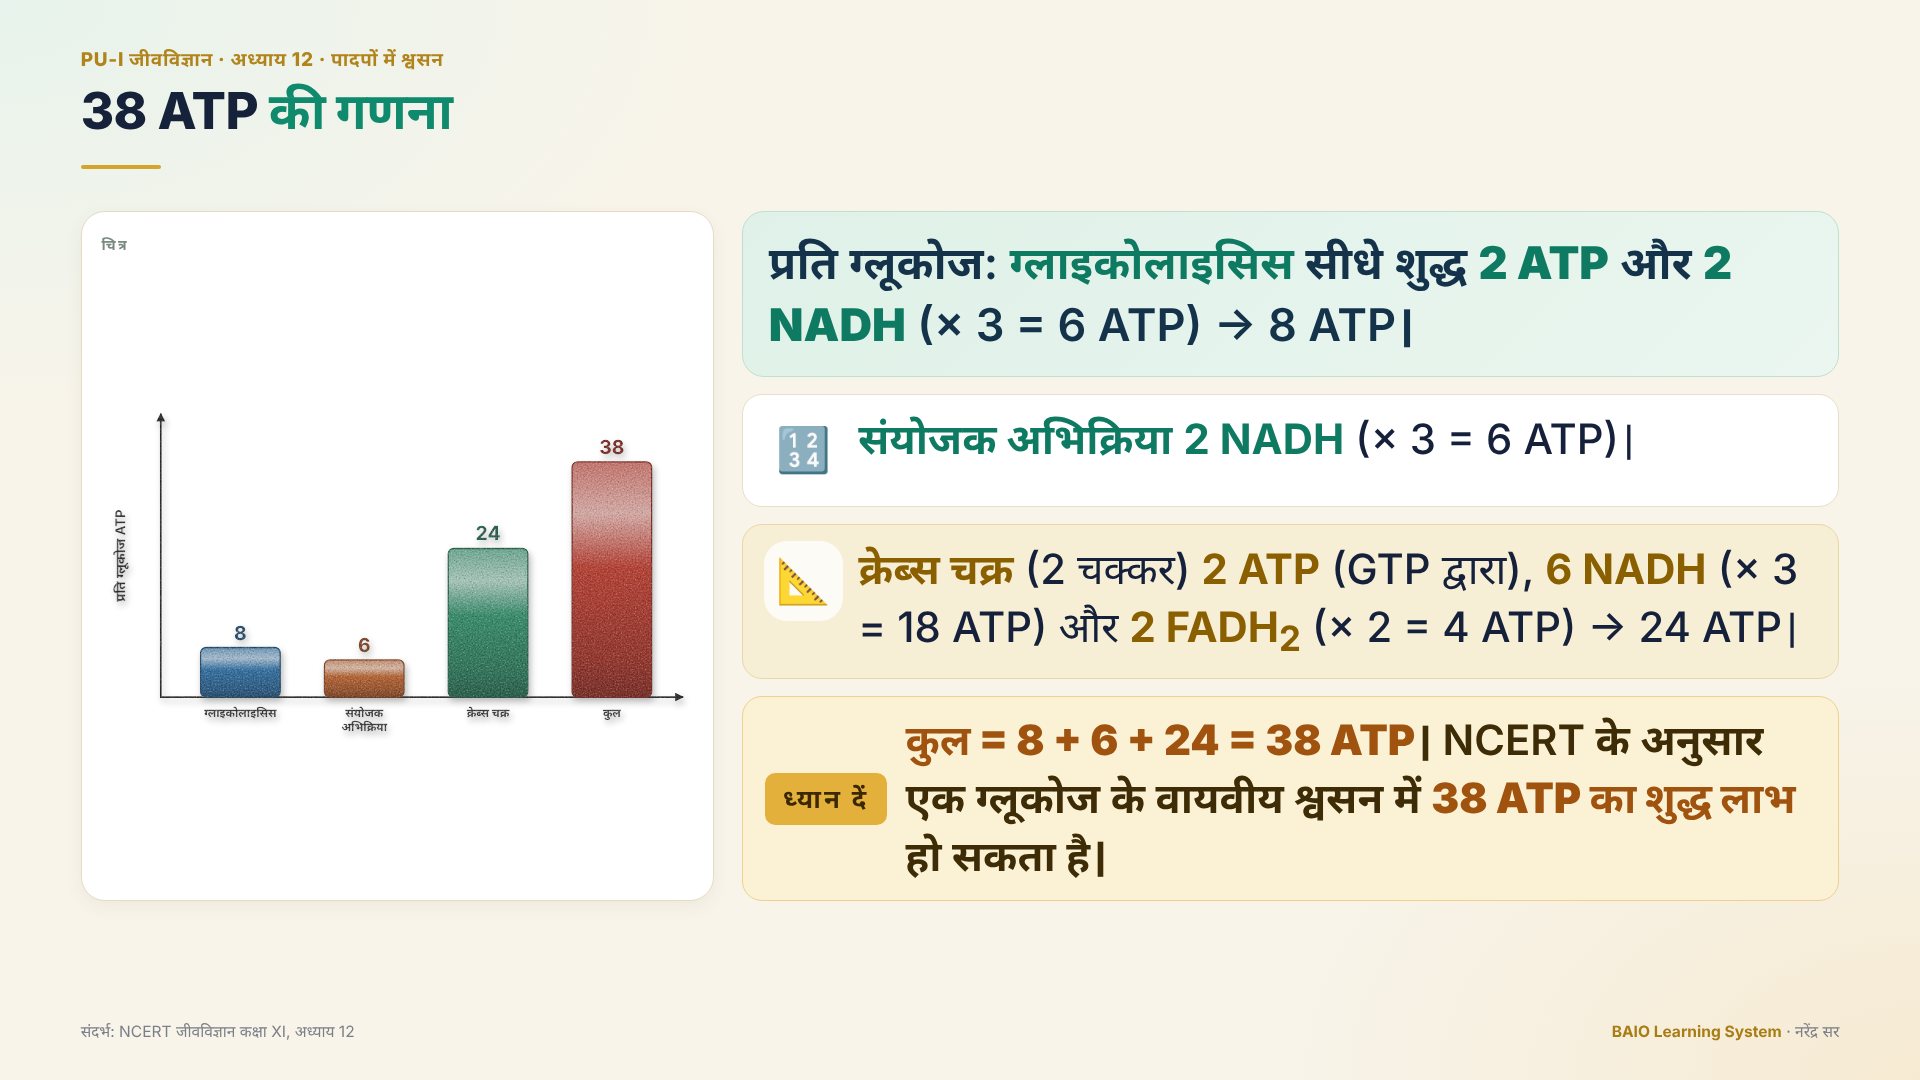 PU-I जीवविज्ञान · अध्याय 12 · पादपों में श्वसन
38 ATP की गणना
चित्र
प्रति ग्लूकोज ATP
8
6
24
38
ग्लाइकोलाइसिस
संयोजक
अभिक्रिया
क्रेब्स चक्र
कुल
प्रति ग्लूकोज: ग्लाइकोलाइसिस सीधे शुद्ध 2 ATP और 2
NADH (× 3 = 6 ATP) → 8 ATP।
🔢 संयोजक अभिक्रिया 2 NADH (× 3 = 6 ATP)।
📐 क्रेब्स चक्र (2 चक्कर) 2 ATP (GTP द्वारा), 6 NADH (× 3
= 18 ATP) और 2 FADH₂ (× 2 = 4 ATP) → 24 ATP।
ध्यान दें
कुल = 8 + 6 + 24 = 38 ATP। NCERT के अनुसार
एक ग्लूकोज के वायवीय श्वसन में 38 ATP का शुद्ध लाभ
हो सकता है।
संदर्भ: NCERT जीवविज्ञान कक्षा XI, अध्याय 12
BAIO Learning System · नरेंद्र सर